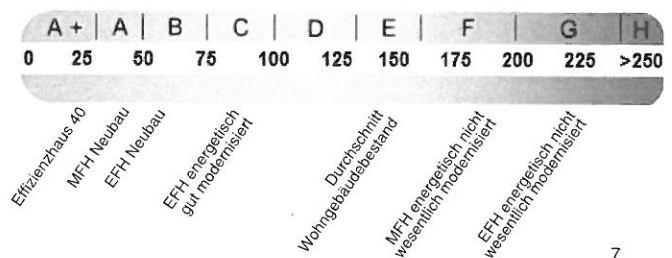 A+ | A | B | C | D | E | F | G | H
0 25 50 75 100 125 150 175 200 225 >250
Effizienzhaus 40
MFH Neubau
EFH Neubau
EFH energetisch
gut modernisiert
Durchschnitt
Wohngebäudebestand
MFH energetisch nicht
wesentlich modernisiert
EFH energetisch nicht
wesentlich modernisiert
7